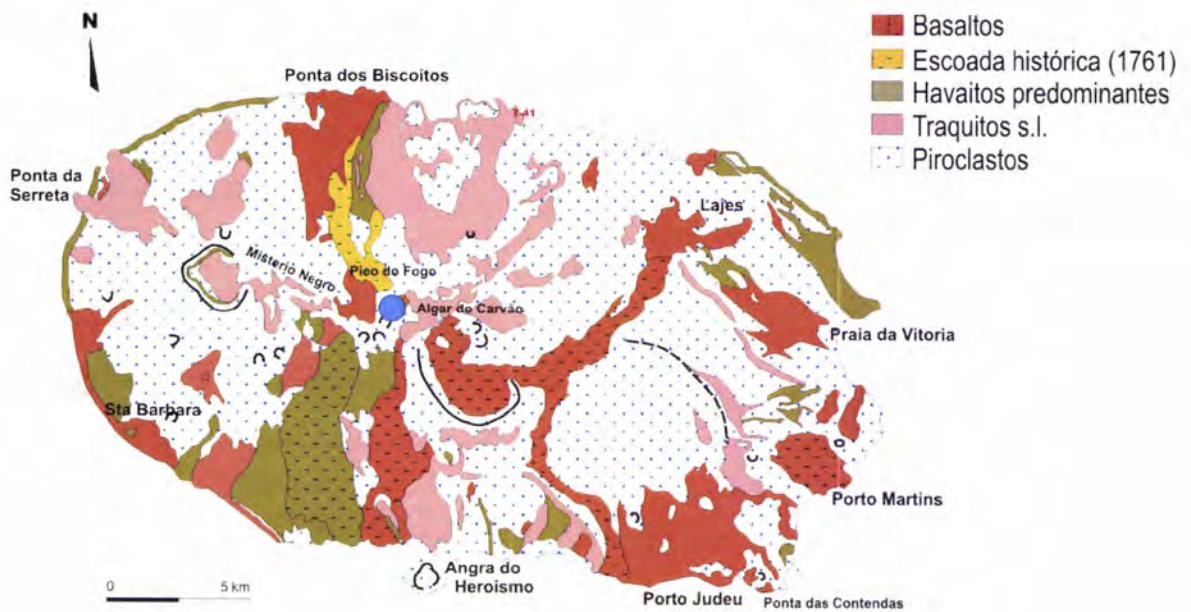 N
Basaltos
Escoada histórica (1761)
Havaitos predominantes
Traquitos s.l.
Piroclastos
Ponta dos Biscoitos
Ponta da
Serreta
Lajes
Misterio Negro
Pico do Fogo
Algar do Carvão
Praia da Vitoria
Sta Bárbara
Porto Martins
Angra do
Heroismo
Porto Judeu
Ponta das Contendas
0 5 km